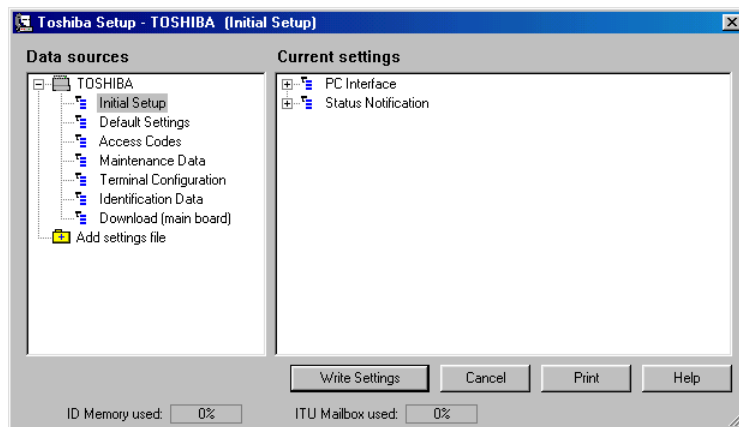 Toshiba Setup - TOSHIBA (Initial Setup)
Data sources
TOSHIBA
Initial Setup
Default Settings
Access Codes
Maintenance Data
Terminal Configuration
Identification Data
Download (main board)
Add settings file
Current settings
PC Interface
Status Notification
Write Settings
Cancel
Print
Help
ID Memory used: 0%
ITU Mailbox used: 0%